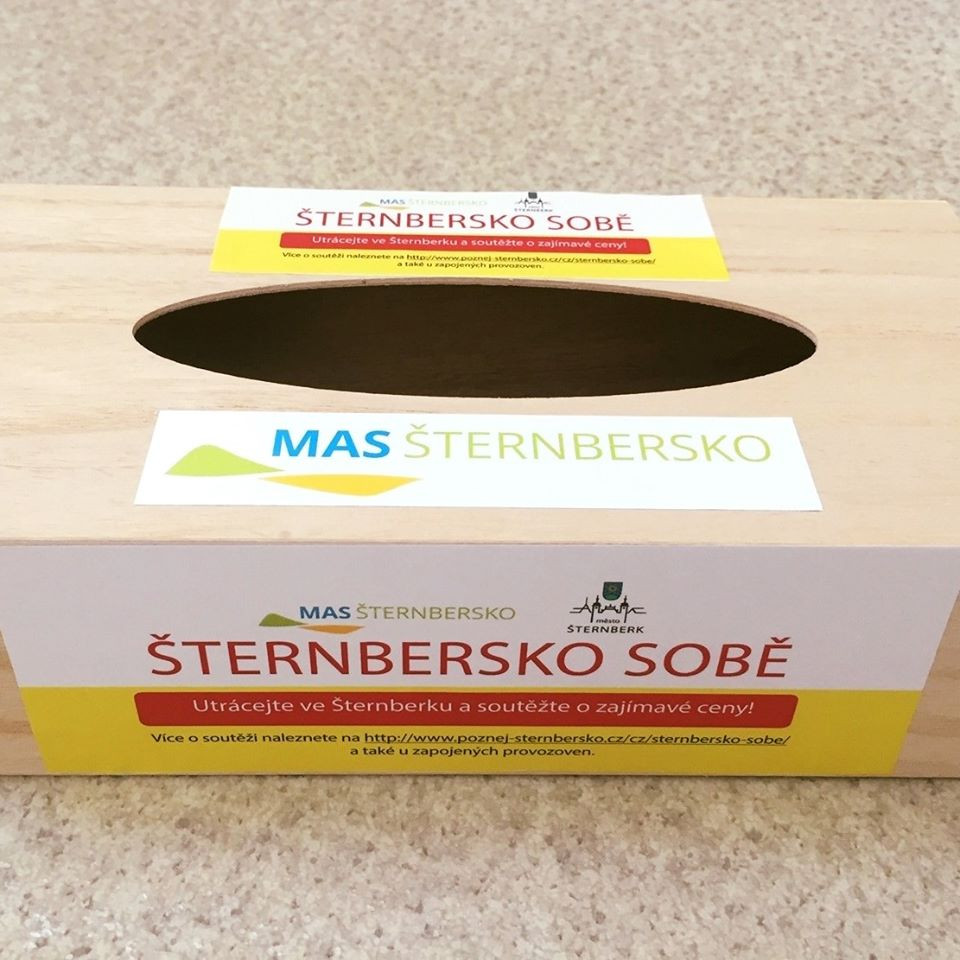 MAS ŠTERNBERSKO
ŠTERNBERK
ŠTERNBERSKO SOBĚ
Utrácejte ve Šternberku a soutěžte o zajímavé ceny!
Více o soutěži naleznete na http://www.poznej-sternbersko.cz/cz/sternbersko-sobe/
a také u zapojených provozoven.
MAS ŠTERNBERSKO
MAS ŠTERNBERSKO
město
ŠTERNBERK
ŠTERNBERSKO SOBĚ
Utrácejte ve Šternberku a soutěžte o zajímavé ceny!
Více o soutěži naleznete na http://www.poznej-sternbersko.cz/cz/sternbersko-sobe/
a také u zapojených provozoven.